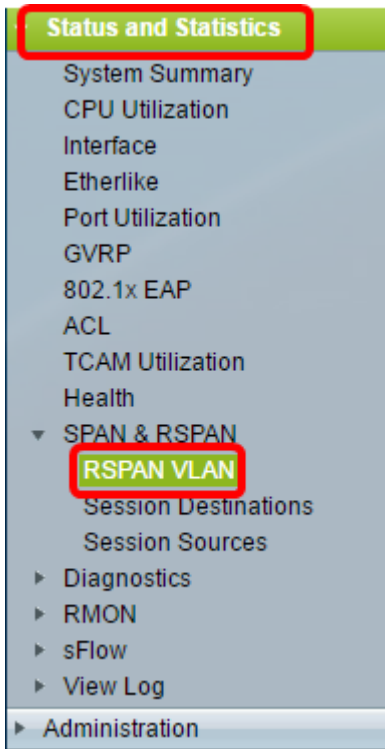 Status and Statistics
System Summary
CPU Utilization
Interface
Etherlike
Port Utilization
GVRP
802.1x EAP
ACL
TCAM Utilization
Health
SPAN & RSPAN
RSPAN VLAN
Session Destinations
Session Sources
Diagnostics
RMON
sFlow
View Log
Administration